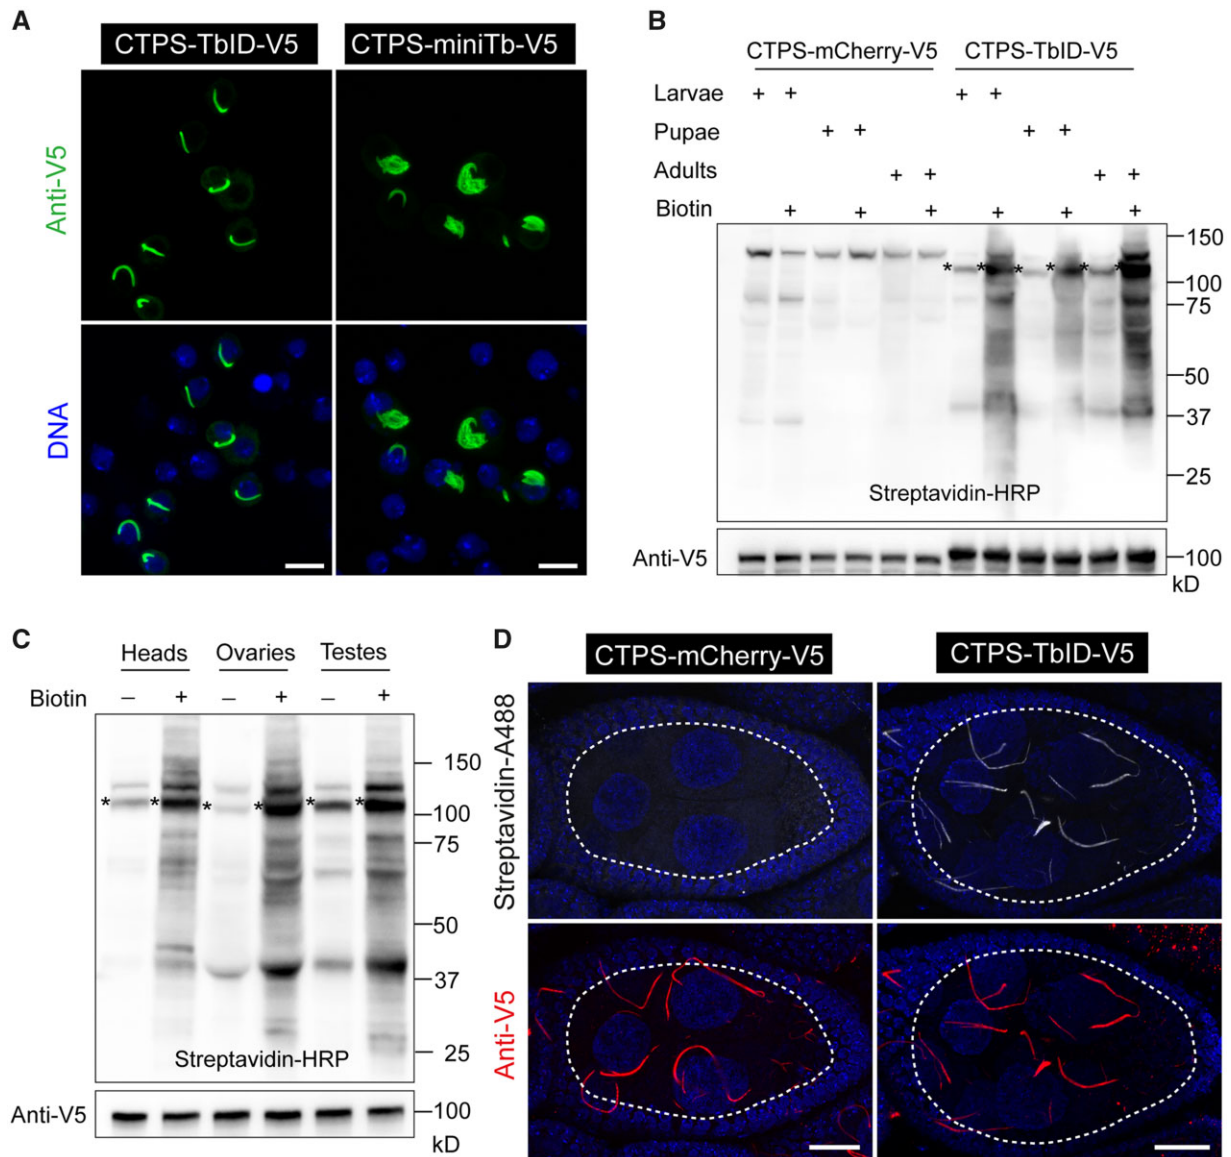 A
CTPS-TbID-V5 CTPS-miniTb-V5
Anti-V5
DNA
B
CTPS-mCherry-V5 CTPS-TbID-V5
Larvae + + + +
Pupae + + + +
Adults + + + +
Biotin + + + + + +
150
* * * * * *
100
75
50
37
25
Streptavidin-HRP
Anti-V5 100
kD
C
Heads Ovaries Testes
Biotin – + – + – +
150
* * * * * *
100
75
50
37
25
Streptavidin-HRP
Anti-V5 100
kD
D
CTPS-mCherry-V5 CTPS-TbID-V5
Streptavidin-A488
Anti-V5